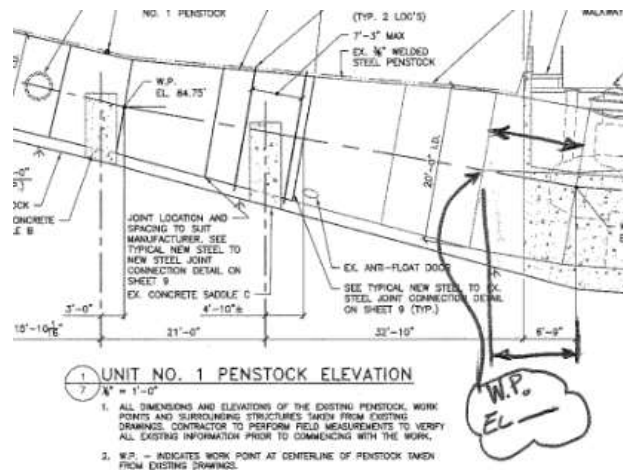 NO. 1 PENSTOCK
(TYP. 2 LOC'S)
WALKWAY
7'-3" MAX
EX. ⅜" WELDED
STEEL PENSTOCK
W.P.
EL. 84.75'
20'-0" I.D.
JOINT LOCATION AND
SPACING TO SUIT
MANUFACTURER. SEE
TYPICAL NEW STEEL TO
NEW STEEL JOINT
CONNECTION DETAIL ON
SHEET 9
EX. CONCRETE SADDLE C
EX. ANTI-FLOAT DOOR
SEE TYPICAL NEW STEEL TO EX.
STEEL JOINT CONNECTION DETAIL
ON SHEET 9 (TYP.)
3'-0"
4'-10"±
15'-10 1/16"
21'-0"
32'-10"
6'-9"
W.P.
EL
1
7
UNIT NO. 1 PENSTOCK ELEVATION
⅛" = 1'-0"
1. ALL DIMENSIONS AND ELEVATIONS OF THE EXISTING PENSTOCK, WORK
POINTS AND SURROUNDING STRUCTURES TAKEN FROM EXISTING
DRAWINGS. CONTRACTOR TO PERFORM FIELD MEASUREMENTS TO VERIFY
ALL EXISTING INFORMATION PRIOR TO COMMENCING WITH THE WORK.
2. W.P. – INDICATES WORK POINT AT CENTERLINE OF PENSTOCK TAKEN
FROM EXISTING DRAWINGS.